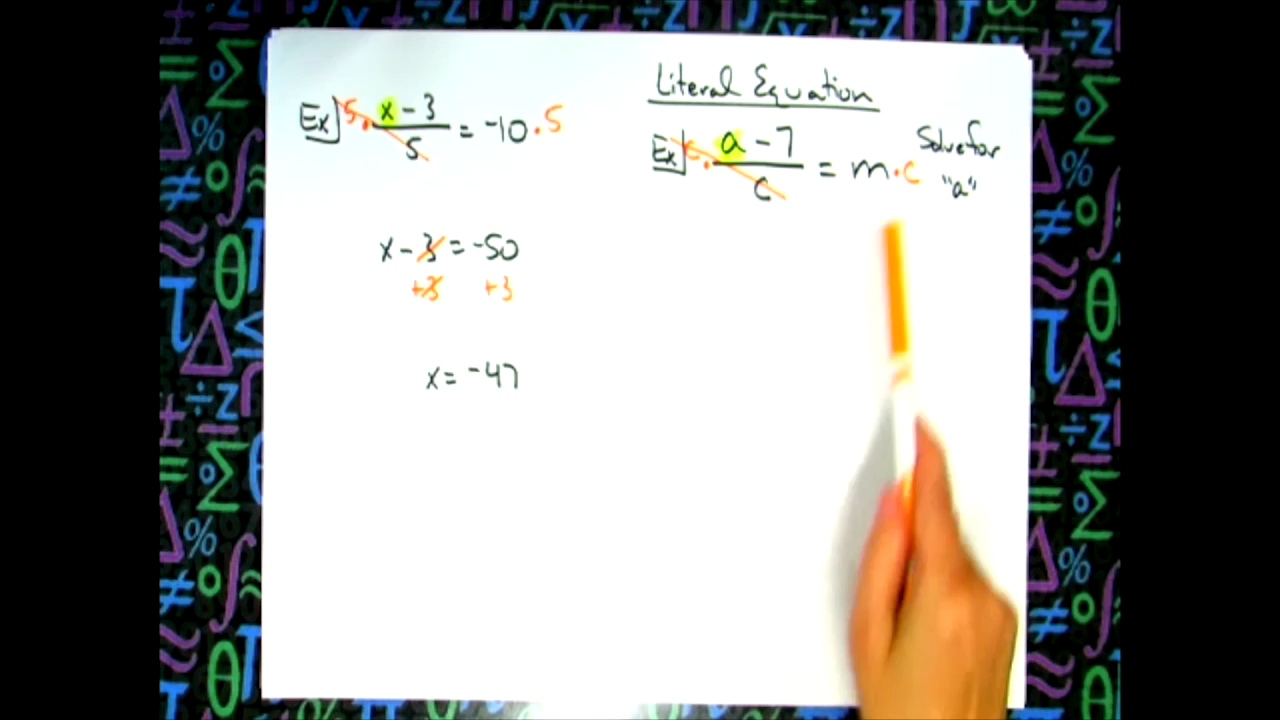 Ex] 5 · x - 3 / 5 = -10 · 5
x - 3 = -50
+3 +3
x = -47
Literal Equation
Ex] c · a - 7 / c = m · c
Solve for
"a"